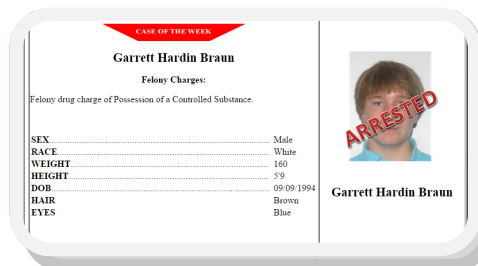 CASE OF THE WEEK
Garrett Hardin Braun
Felony Charges:
Felony drug charge of Possession of a Controlled Substance.
SEX Male
RACE White
WEIGHT 160
HEIGHT 5'9
DOB 09/09/1994
HAIR Brown
EYES Blue
ARRESTED
Garrett Hardin Braun